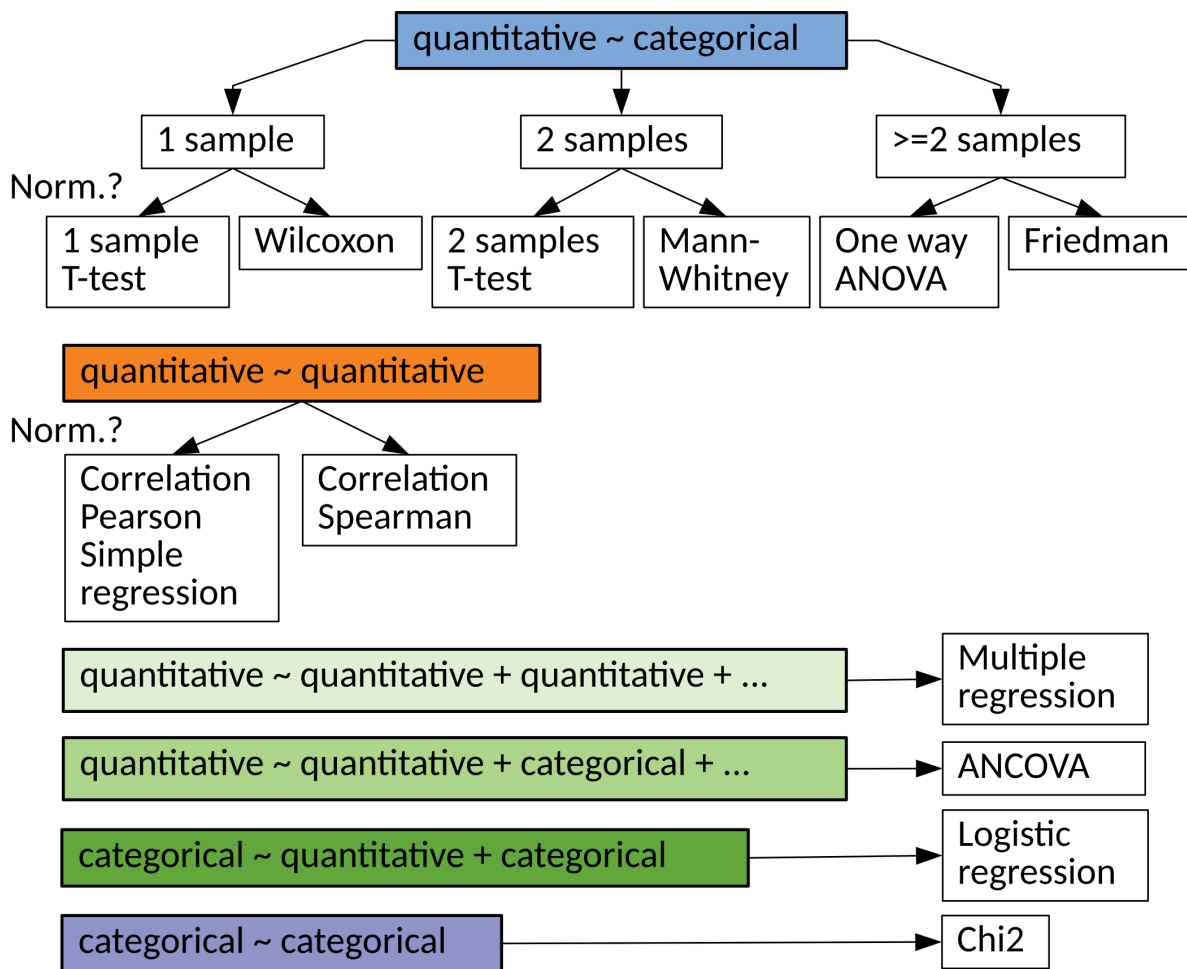 quantitative ~ categorical
1 sample
2 samples
>=2 samples
Norm.?
1 sample
T-test
Wilcoxon
2 samples
T-test
Mann-
Whitney
One way
ANOVA
Friedman
quantitative ~ quantitative
Norm.?
Correlation
Pearson
Simple
regression
Correlation
Spearman
quantitative ~ quantitative + quantitative + ...
Multiple
regression
quantitative ~ quantitative + categorical + ...
ANCOVA
categorical ~ quantitative + categorical
Logistic
regression
categorical ~ categorical
Chi2